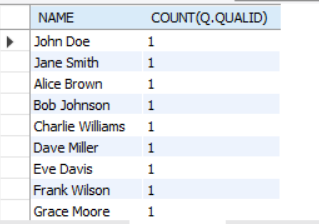 NAME COUNT(Q.QUALID)
John Doe 1
Jane Smith 1
Alice Brown 1
Bob Johnson 1
Charlie Williams 1
Dave Miller 1
Eve Davis 1
Frank Wilson 1
Grace Moore 1